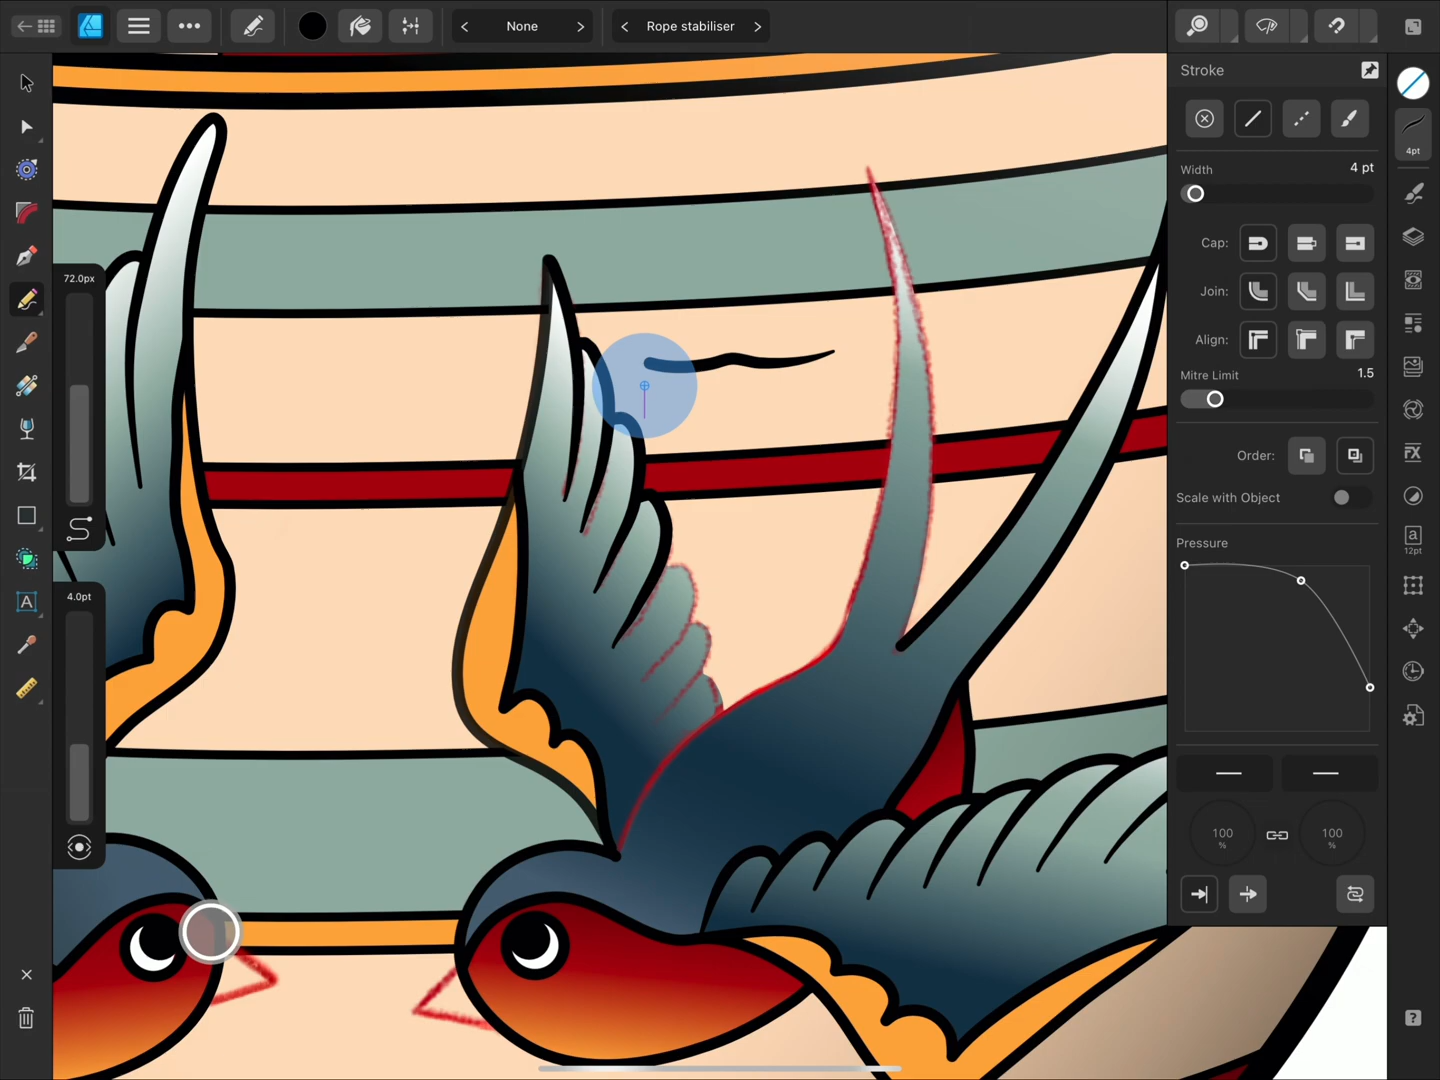 None
Rope stabiliser
Stroke
4pt
Width
4 pt
Cap:
Join:
Align:
Mitre Limit
1.5
Order:
Scale with Object
a
12pt
Pressure
100
%
100
%
72.0px
4.0pt
A
?